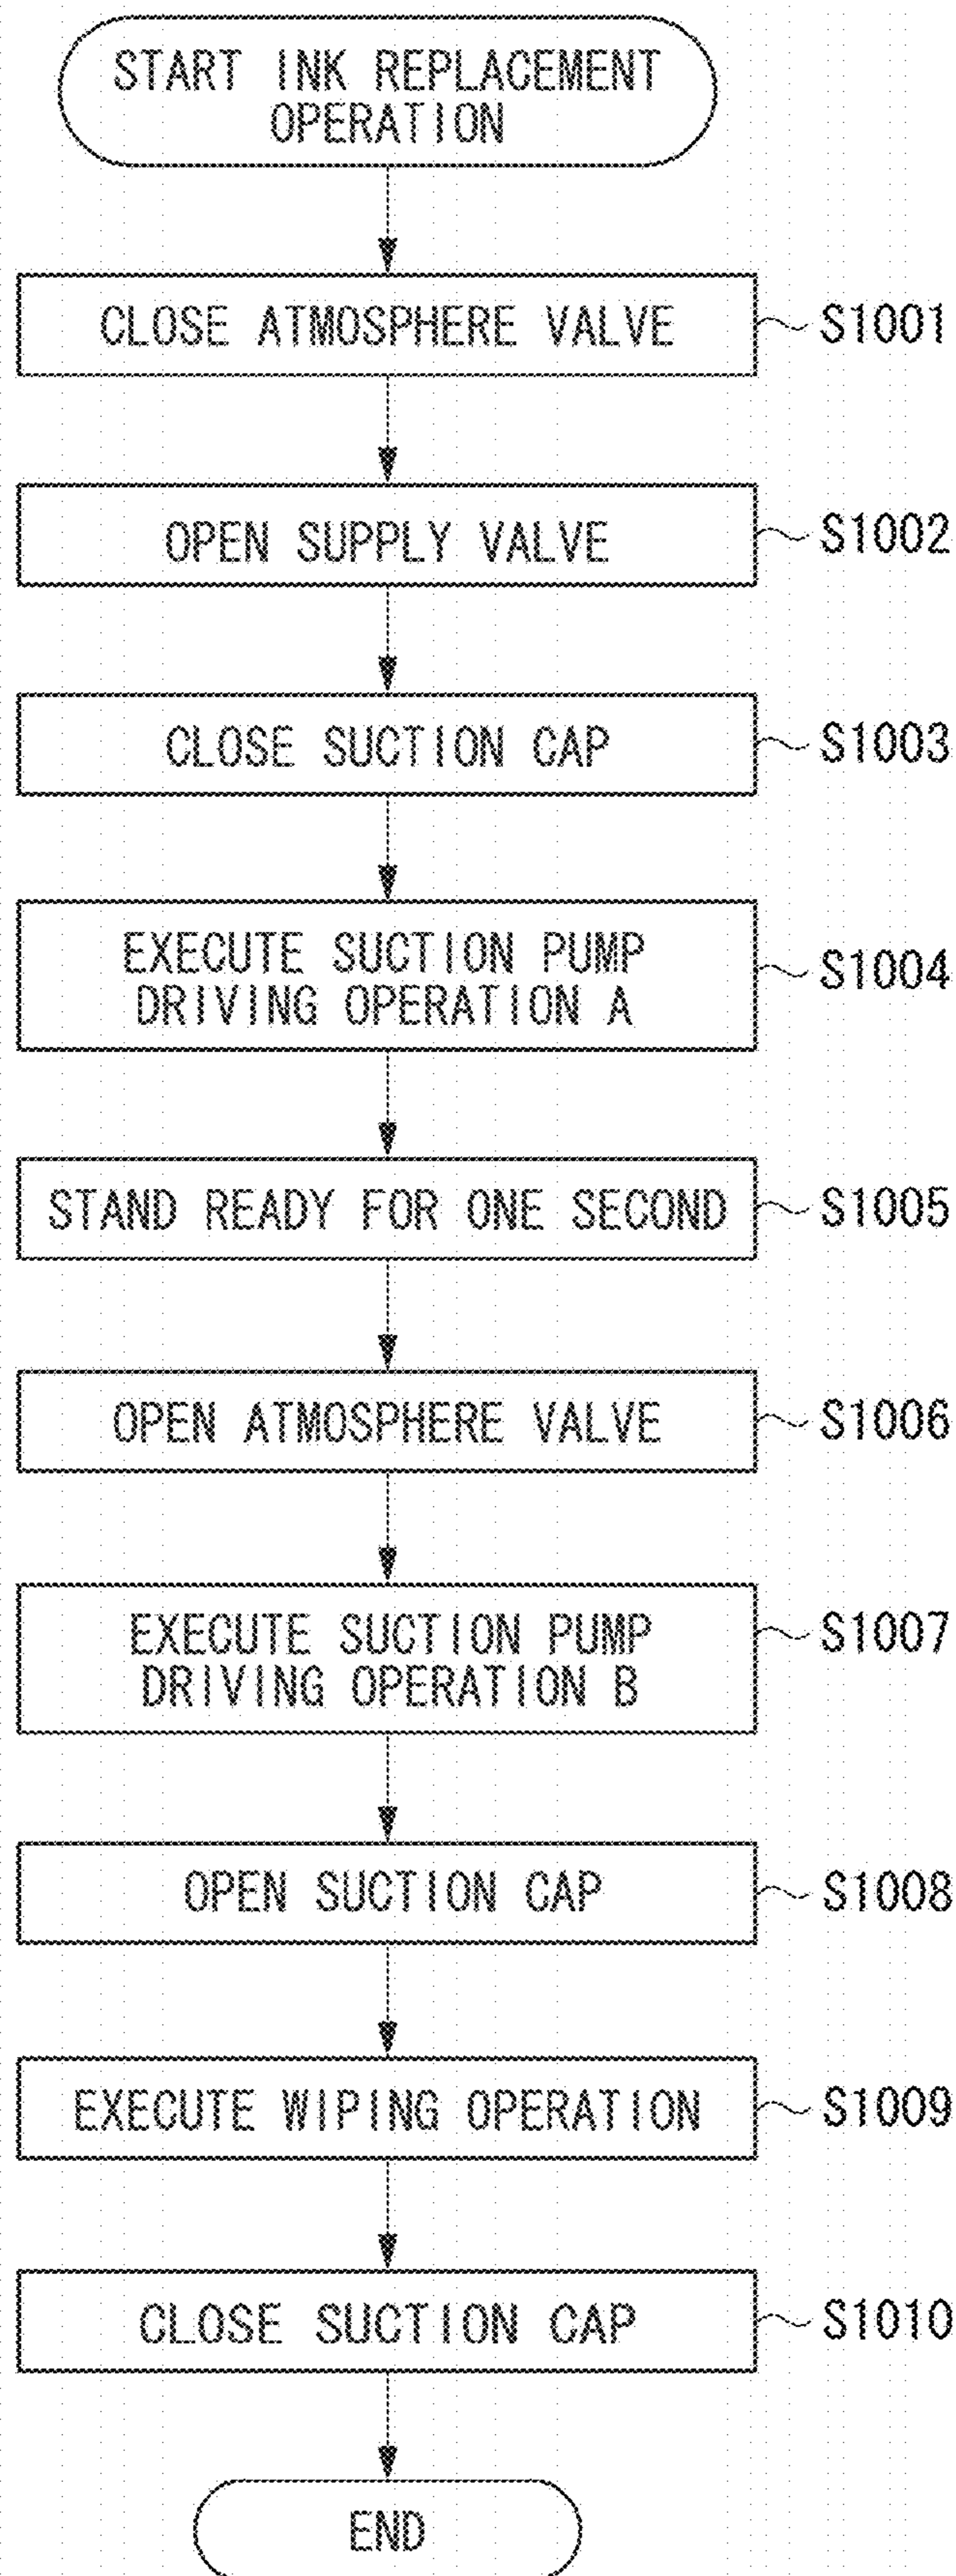 START INK REPLACEMENT
OPERATION
CLOSE ATMOSPHERE VALVE
S1001
OPEN SUPPLY VALVE
S1002
CLOSE SUCTION CAP
S1003
EXECUTE SUCTION PUMP
DRIVING OPERATION A
S1004
STAND READY FOR ONE SECOND
S1005
OPEN ATMOSPHERE VALVE
S1006
EXECUTE SUCTION PUMP
DRIVING OPERATION B
S1007
OPEN SUCTION CAP
S1008
EXECUTE WIPING OPERATION
S1009
CLOSE SUCTION CAP
S1010
END